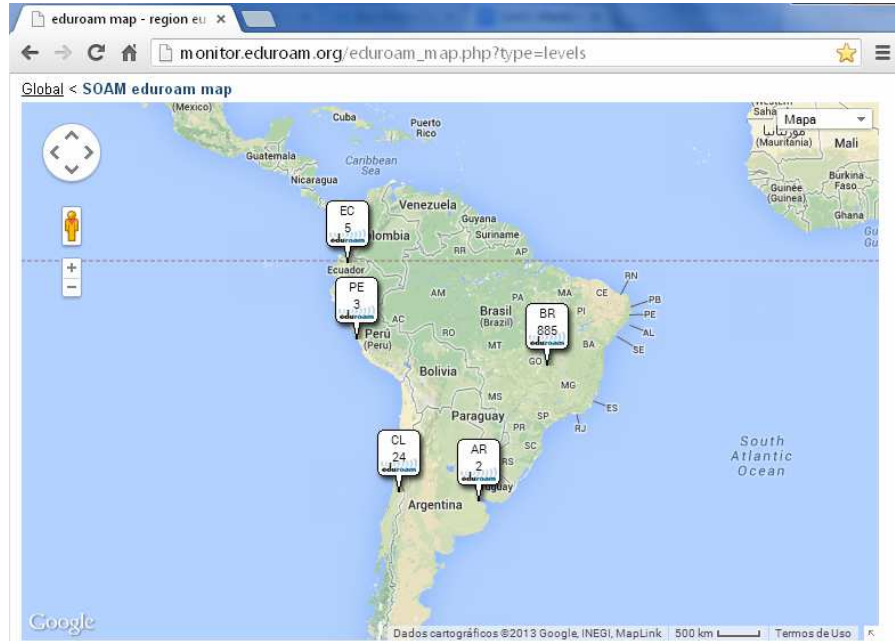 eduroam map - region eu
monitor.eduroam.org/eduroam_map.php?type=levels
Global < SOAM eduroam map
(Mexico)
Cuba
Puerto
Rico
Mapa
(Mauritania)
Mali
Guatemala
Caribbean
Sea
Nicaragua
Burkina
Faso
Guinée
(Guinea)
Ghana
EC
5
eduroam
Venezuela
Guyana
Suriname
RR
AP
Ecuador
PE
3
eduroam
AM
PA
MA
CE
RN
PB
PE
AL
SE
Brasil
(Brazil)
PI
BR
885
eduroam
AC
RO
MT
BA
GO
Perú
(Peru)
Bolivia
MG
MS
ES
Paraguay
SP
RJ
PR
SC
CL
24
eduroam
AR
2
eduroam
RS
South
Atlantic
Ocean
Argentina
Google
Dados cartográficos ©2013 Google, INEGI, MapLink
500 km
Termos de Uso